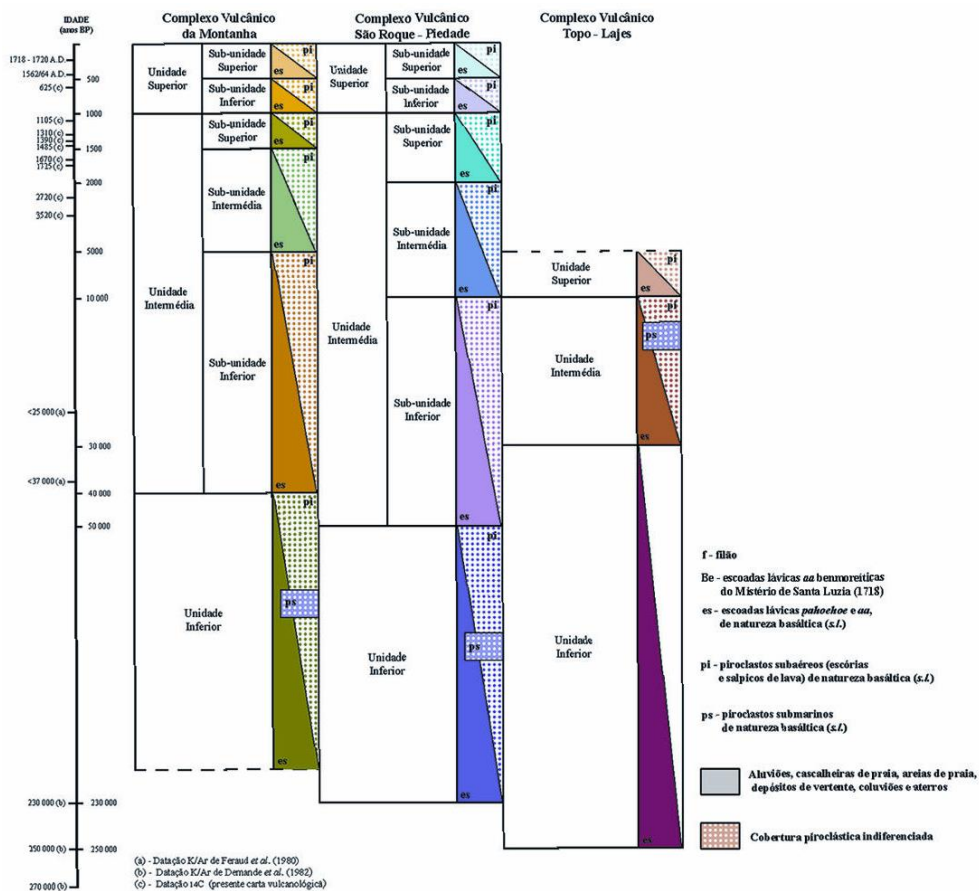 IDADE
(anos BP)
Complexo Vulcânico
da Montanha
Complexo Vulcânico
São Roque - Piedade
Complexo Vulcânico
Topo - Lajes
1718 - 1720 A.D.
1562/64 A.D.
500
625 (c)
1000
1105 (c)
1310 (c)
1390 (c)
1485 (c)
1500
1670 (c)
1725 (c)
2000
2720 (c)
3520 (c)
5000
10 000
<25 000 (a)
30 000
<37 000 (a)
40 000
50 000
230 000 (b)
230 000
250 000 (b)
250 000
270 000 (b)
Unidade
Superior
Sub-unidade
Superior
pi
es
Sub-unidade
Inferior
pi
es
Unidade
Intermédia
Sub-unidade
Superior
pi
es
Sub-unidade
Intermédia
pi
es
Sub-unidade
Inferior
pi
es
Unidade
Inferior
pi
ps
es
Unidade
Superior
Sub-unidade
Superior
pi
es
Sub-unidade
Inferior
pi
es
Unidade
Intermédia
Sub-unidade
Superior
pi
es
Sub-unidade
Intermédia
pi
es
Sub-unidade
Inferior
pi
es
Unidade
Inferior
pi
ps
es
Unidade
Superior
pi
es
Unidade
Intermédia
pi
ps
es
Unidade
Inferior
es
f - filão
Be - escoadas lávicas aa benmoreíticas
do Mistério de Santa Luzia (1718)
es - escoadas lávicas pahoehoe e aa,
de natureza basáltica (s.l.)
pi - piroclastos subaéreos (escórias
e salpicos de lava) de natureza basáltica (s.l.)
ps - piroclastos submarinos
de natureza basáltica (s.l.)
Aluviões, cascalheiras de praia, areias de praia,
depósitos de vertente, coluviões e aterros
Cobertura piroclástica indiferenciada
(a) - Datação K/Ar de Feraud et al. (1980)
(b) - Datação K/Ar de Demande et al. (1982)
(c) - Datação 14C (presente carta vulcanológica)